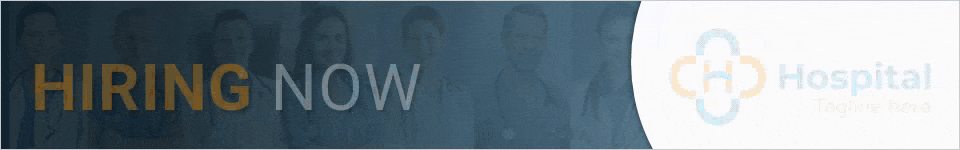 HIRING NOW
H
Hospital
Tagline here